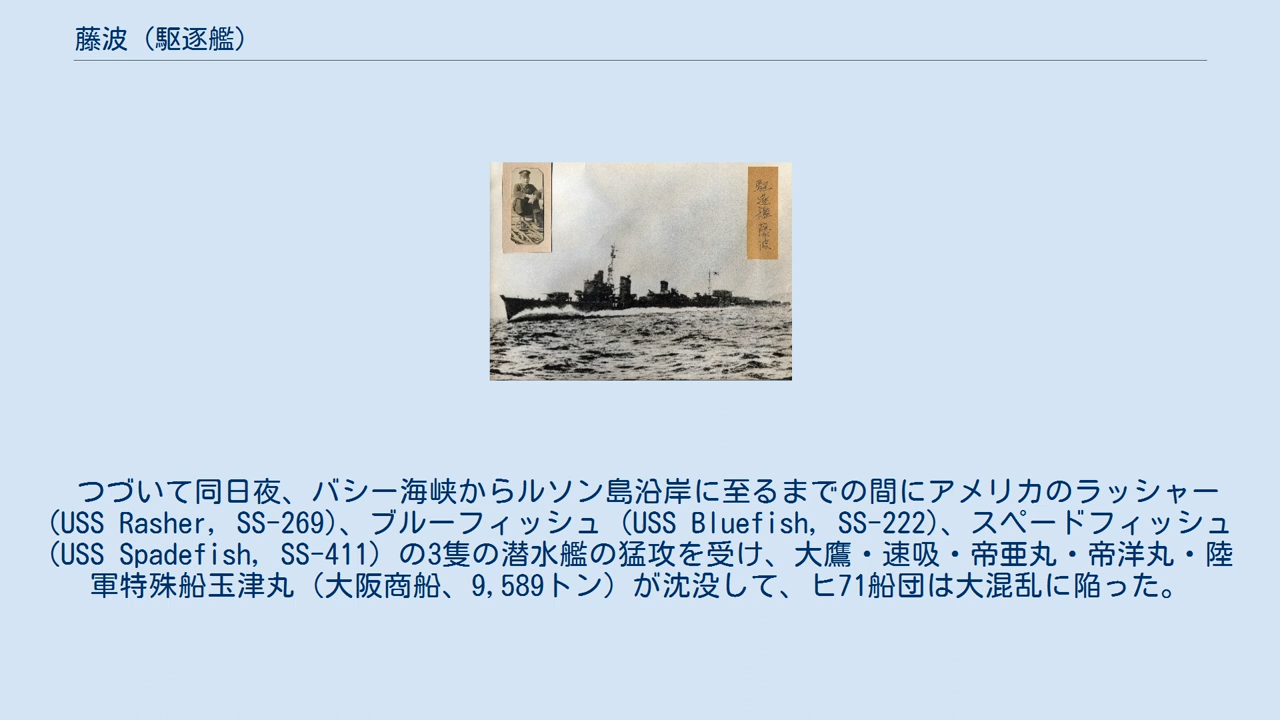 藤波（駆逐艦）
駆逐艦 藤波
つづいて同日夜、バシー海峡からルソン島沿岸に至るまでの間にアメリカのラッシャー
(USS Rasher, SS-269)、ブルーフィッシュ（USS Bluefish, SS-222)、スペードフィッシュ
(USS Spadefish, SS-411）の3隻の潜水艦の猛攻を受け、大鷹・速吸・帝亜丸・帝洋丸・陸
軍特殊船玉津丸（大阪商船、9,589トン）が沈没して、ヒ71船団は大混乱に陥った。